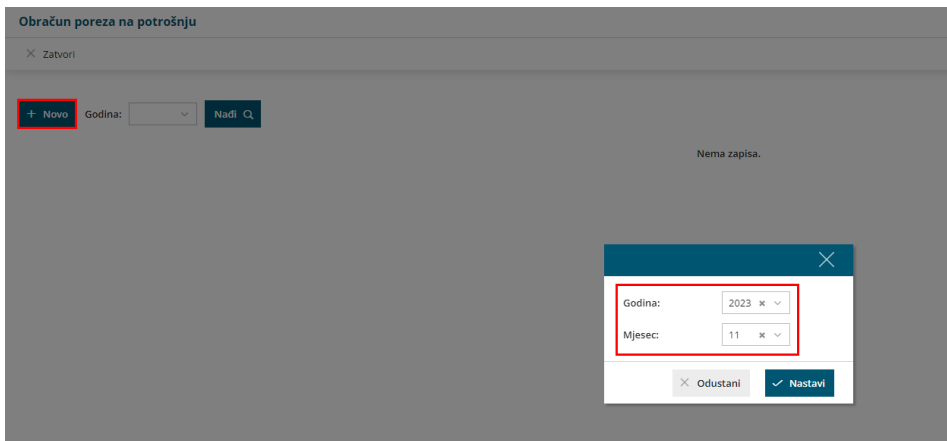 Obračun poreza na potrošnju
Zatvori
Novo Godina: Nađi
Nema zapisa.
Godina: 2023
Mjesec: 11
Odustani Nastavi